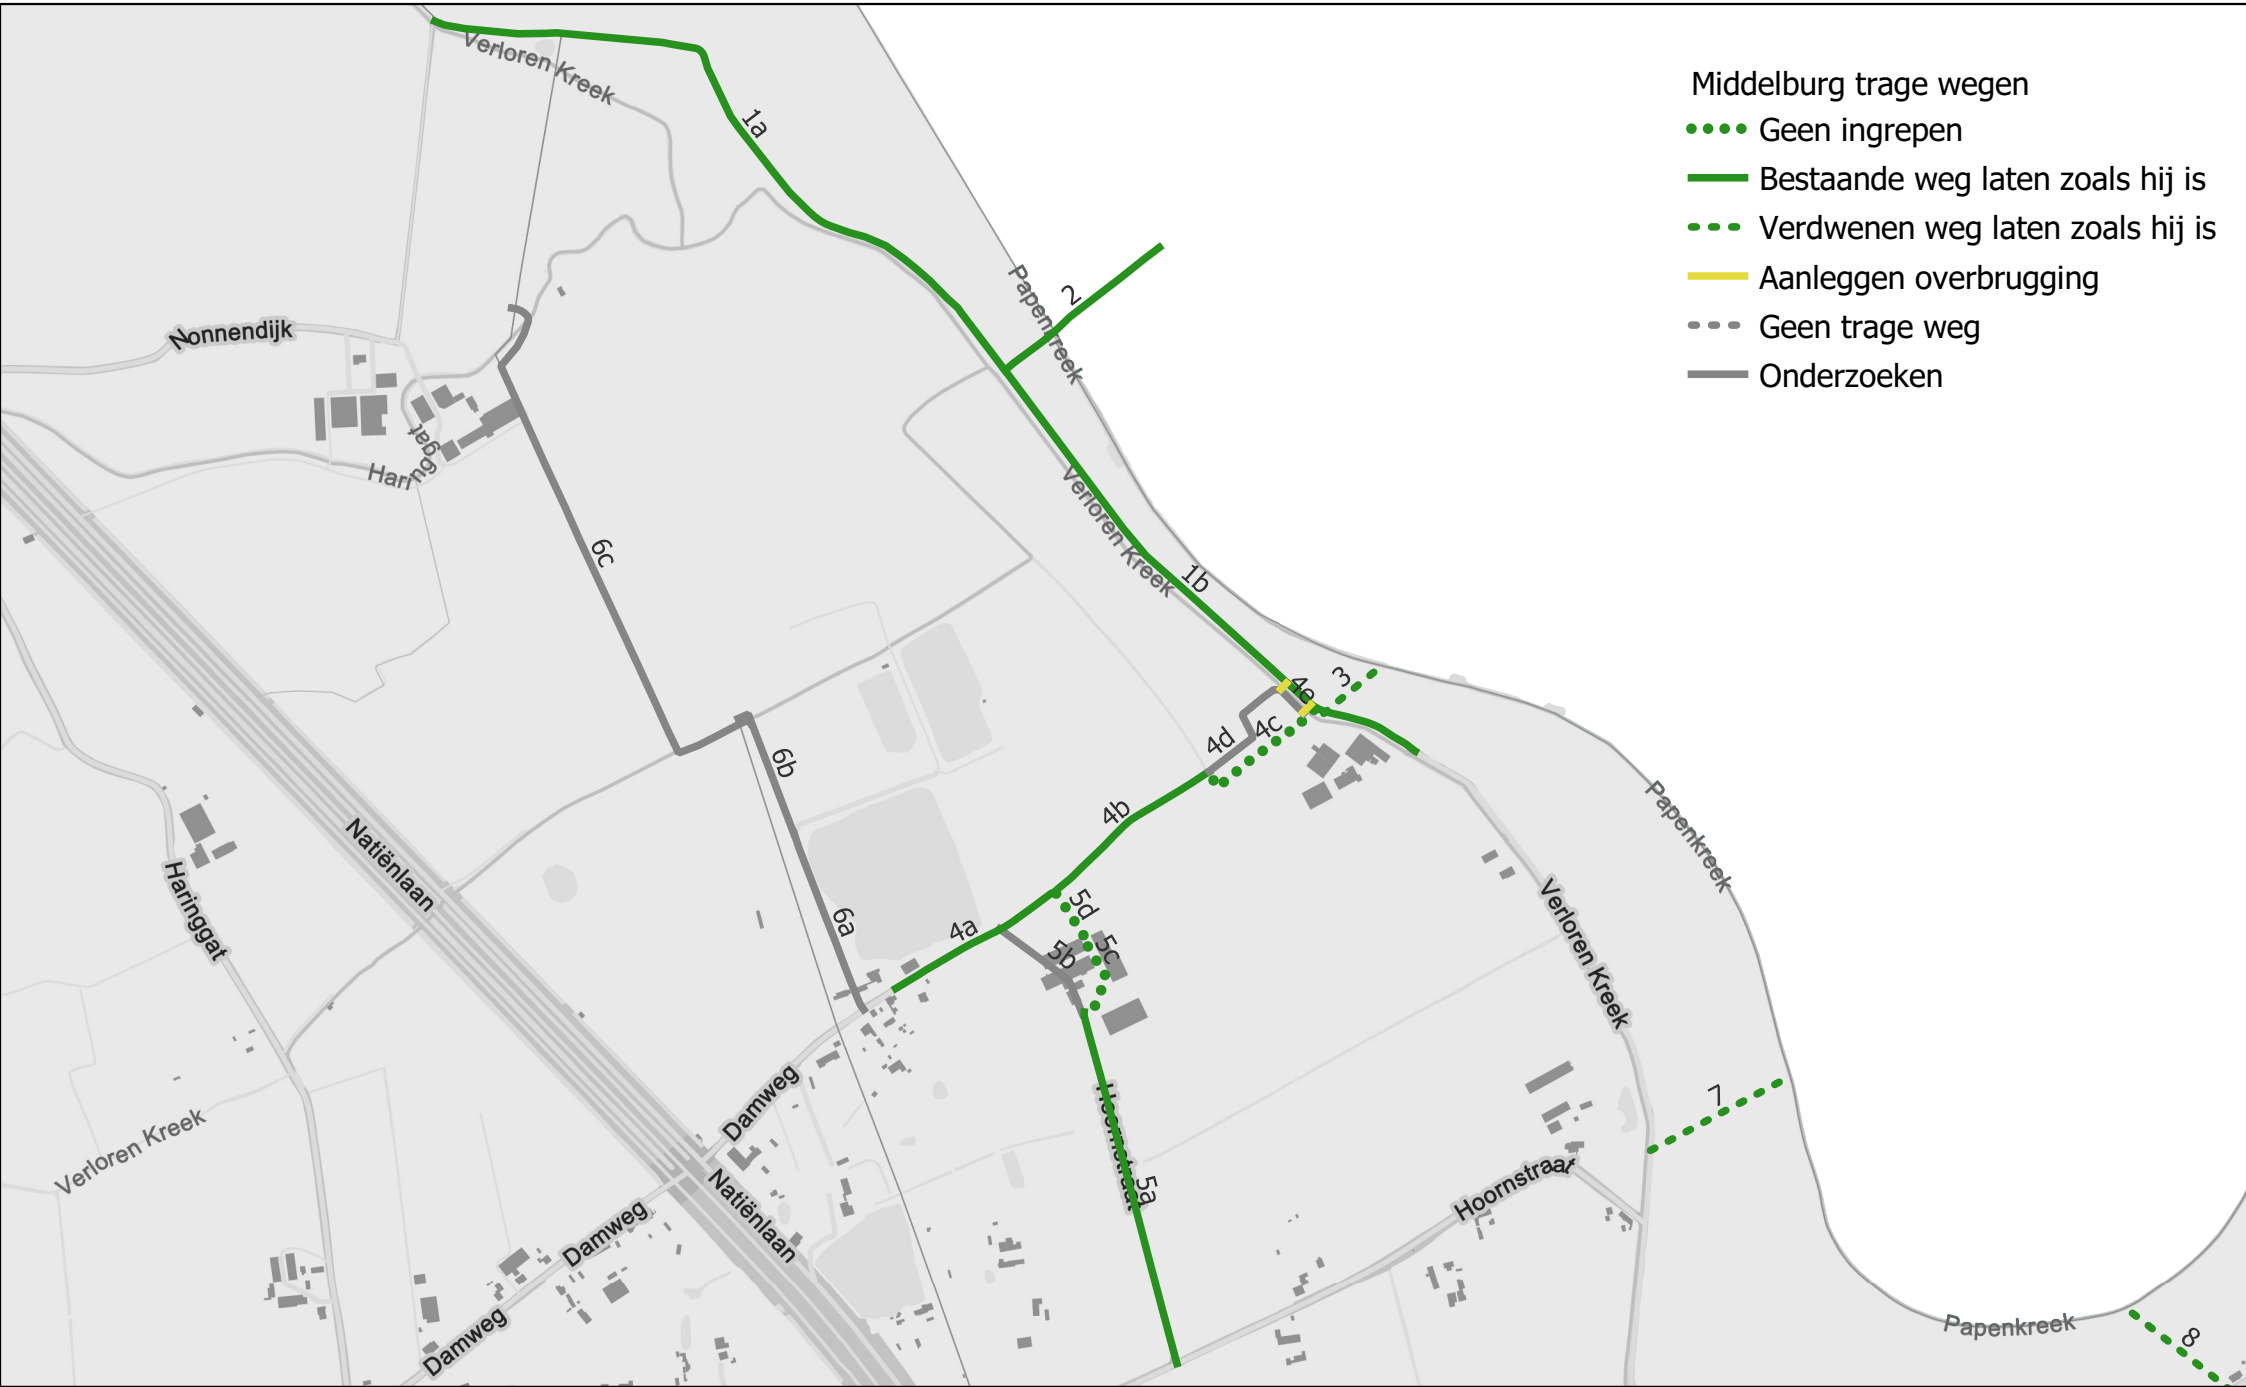 Middelburg trage wegen
Geen ingrepen
Bestaande weg laten zoals hij is
Verdwenen weg laten zoals hij is
Aanleggen overbrugging
Geen trage weg
Onderzoeken
Verloren Kreek
1a
2
Papenkreek
Nonnendijk
Haringgat
6c
Verloren Kreek
1b
4e
3
4d
4c
6b
4b
Natiënlaan
Haringgat
6a
4a
5d
5c
5b
Papenkreek
Verloren Kreek
Damweg
Hoornstraat
5a
7
Verloren Kreek
Natiënlaan
Damweg
Hoornstraat
Damweg
Papenkreek
8